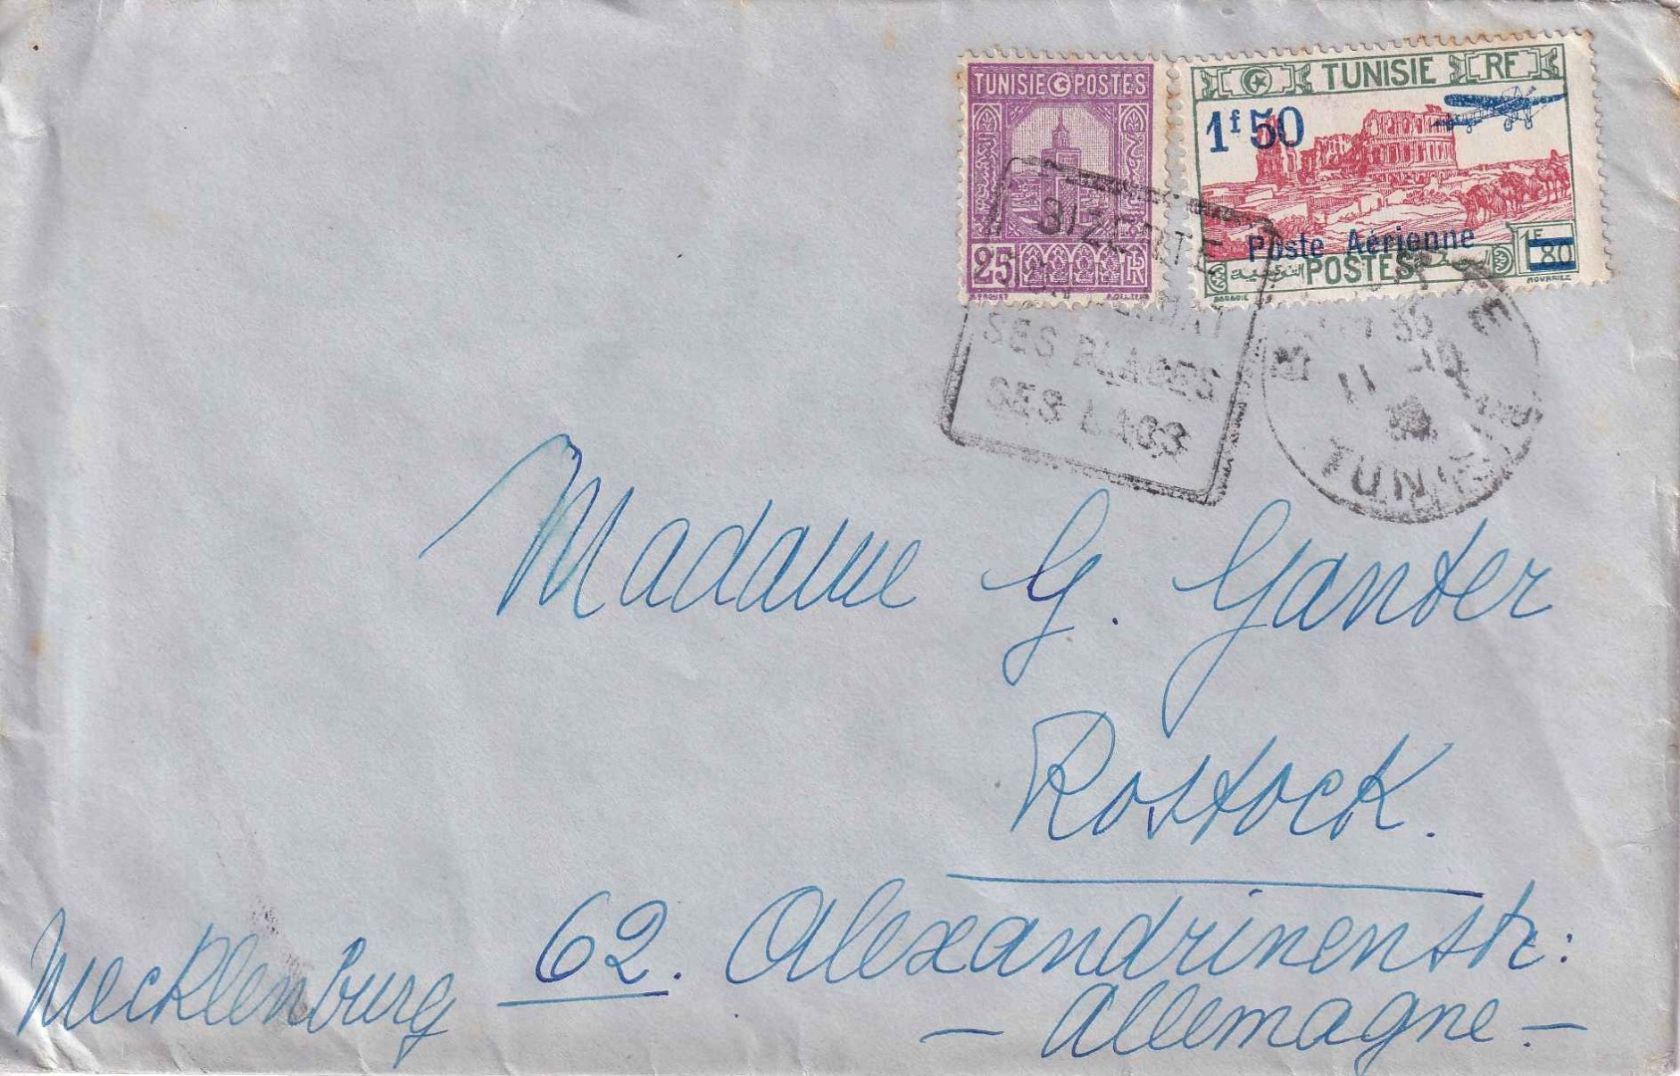 TUNISIE POSTES
25
TUNISIE RF
1f50
Poste Aérienne
1F80
POSTES
BIZERTE
SES PLAGES
SES LACS
11
TUNISIE
Madame G. Ganter
Rostock.
62. Alexandrinenstr:
Mecklenburg
- Allemagne -